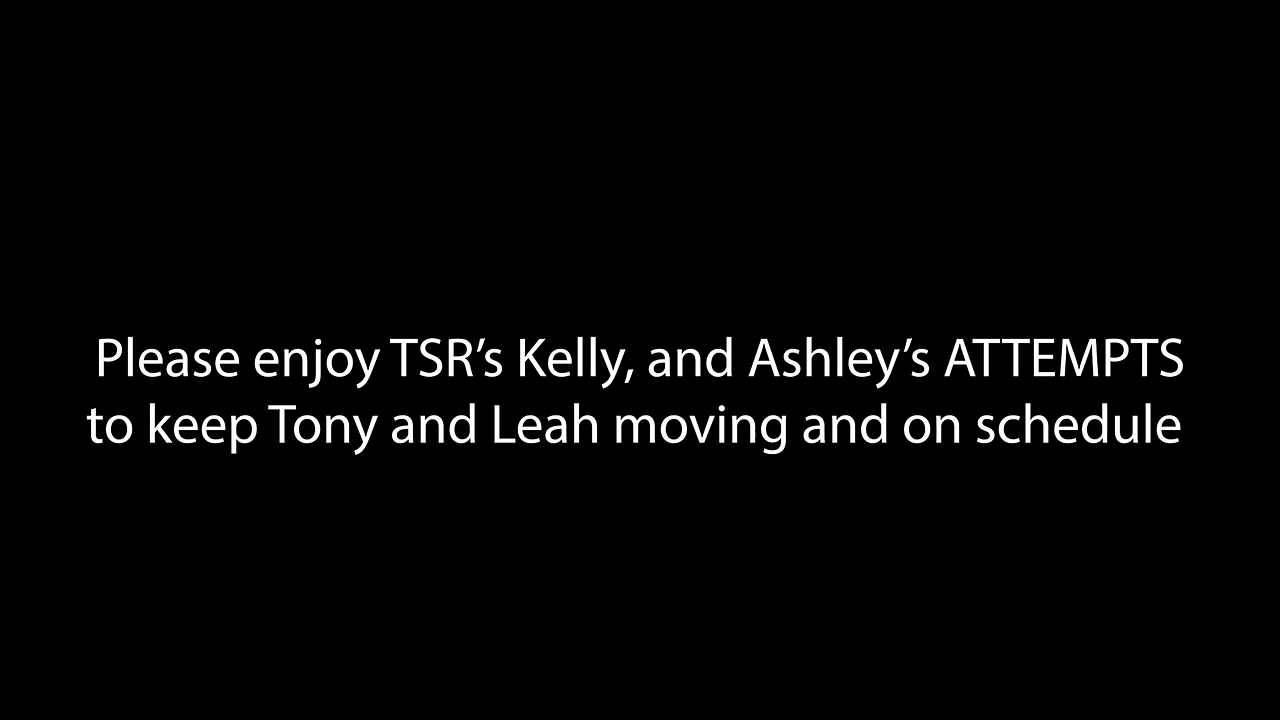 Please enjoy TSR’s Kelly, and Ashley’s ATTEMPTS
to keep Tony and Leah moving and on schedule